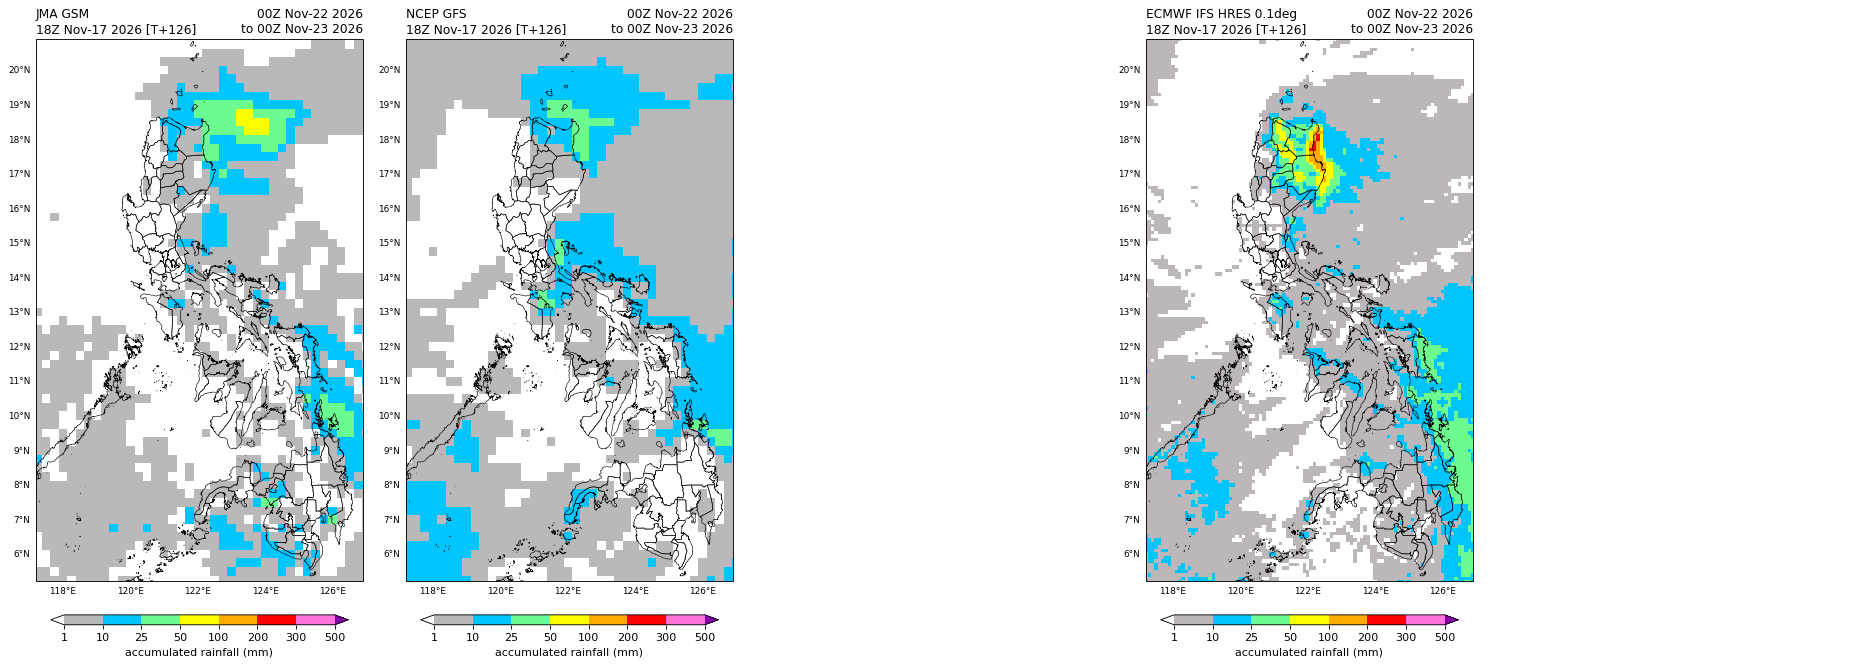 JMA GSM 00Z Nov-22 2026
18Z Nov-17 2026 [T+126] to 00Z Nov-23 2026
20°N
19°N
18°N
17°N
16°N
15°N
14°N
13°N
12°N
11°N
10°N
9°N
8°N
7°N
6°N
118°E 120°E 122°E 124°E 126°E
1 10 25 50 100 200 300 500
accumulated rainfall (mm)
NCEP GFS 00Z Nov-22 2026
18Z Nov-17 2026 [T+126] to 00Z Nov-23 2026
20°N
19°N
18°N
17°N
16°N
15°N
14°N
13°N
12°N
11°N
10°N
9°N
8°N
7°N
6°N
118°E 120°E 122°E 124°E 126°E
1 10 25 50 100 200 300 500
accumulated rainfall (mm)
ECMWF IFS HRES 0.1deg 00Z Nov-22 2026
18Z Nov-17 2026 [T+126] to 00Z Nov-23 2026
20°N
19°N
18°N
17°N
16°N
15°N
14°N
13°N
12°N
11°N
10°N
9°N
8°N
7°N
6°N
118°E 120°E 122°E 124°E 126°E
1 10 25 50 100 200 300 500
accumulated rainfall (mm)